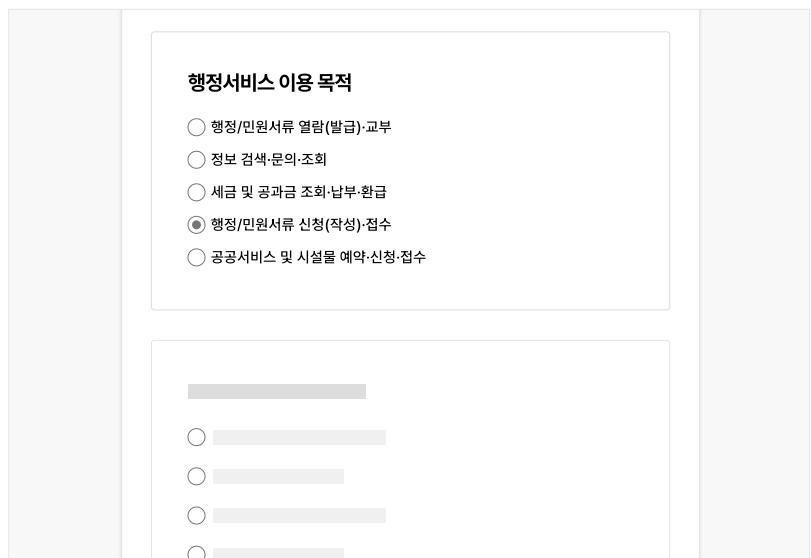 행정서비스 이용 목적
행정/민원서류 열람(발급)·교부
정보 검색·문의·조회
세금 및 공과금 조회·납부·환급
행정/민원서류 신청(작성)·접수
공공서비스 및 시설물 예약·신청·접수